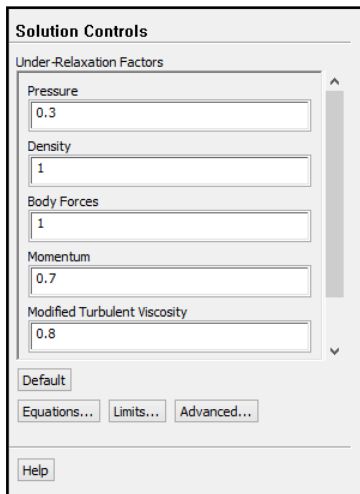 Solution Controls
Under-Relaxation Factors
Pressure
0.3
Density
1
Body Forces
1
Momentum
0.7
Modified Turbulent Viscosity
0.8
Default
Equations... Limits... Advanced...
Help